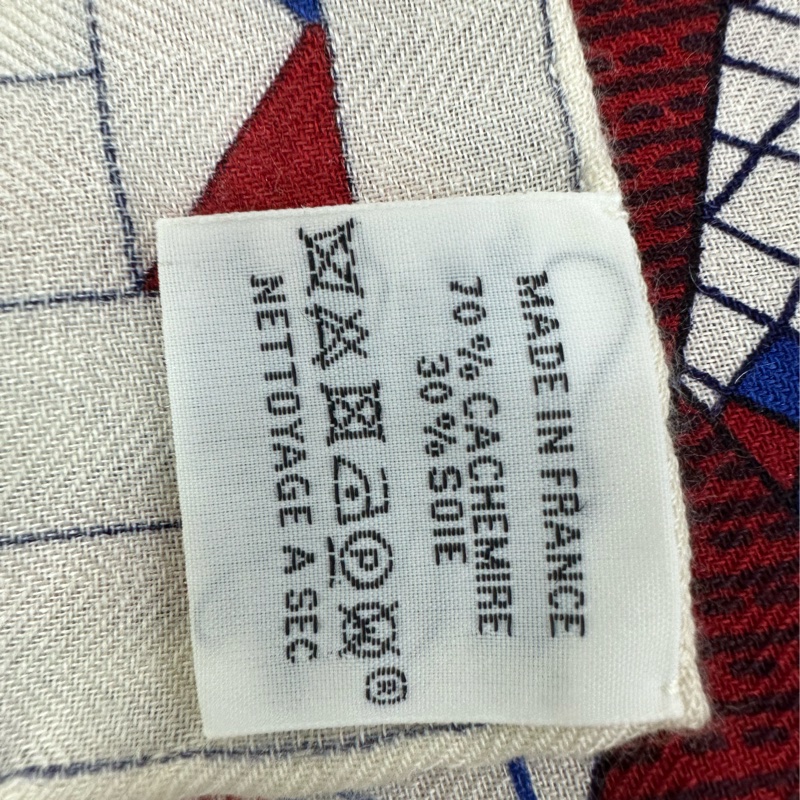 MADE IN FRANCE
70 % CACHEMIRE
30 % SOIE
P W ®
NETTOYAGE A SEC